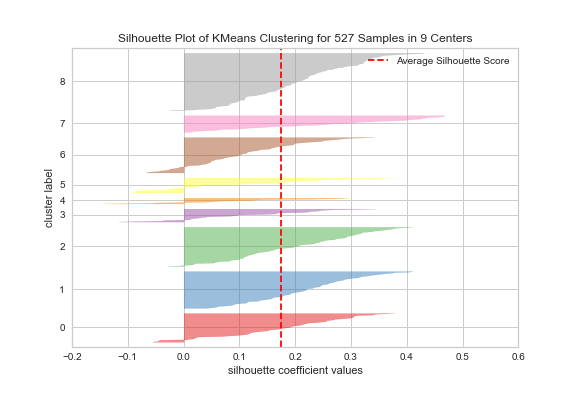 Silhouette Plot of KMeans Clustering for 527 Samples in 9 Centers
Average Silhouette Score
8
7
6
5
4
3
2
1
0
cluster label
−0.2 −0.1 0.0 0.1 0.2 0.3 0.4 0.5 0.6
silhouette coefficient values